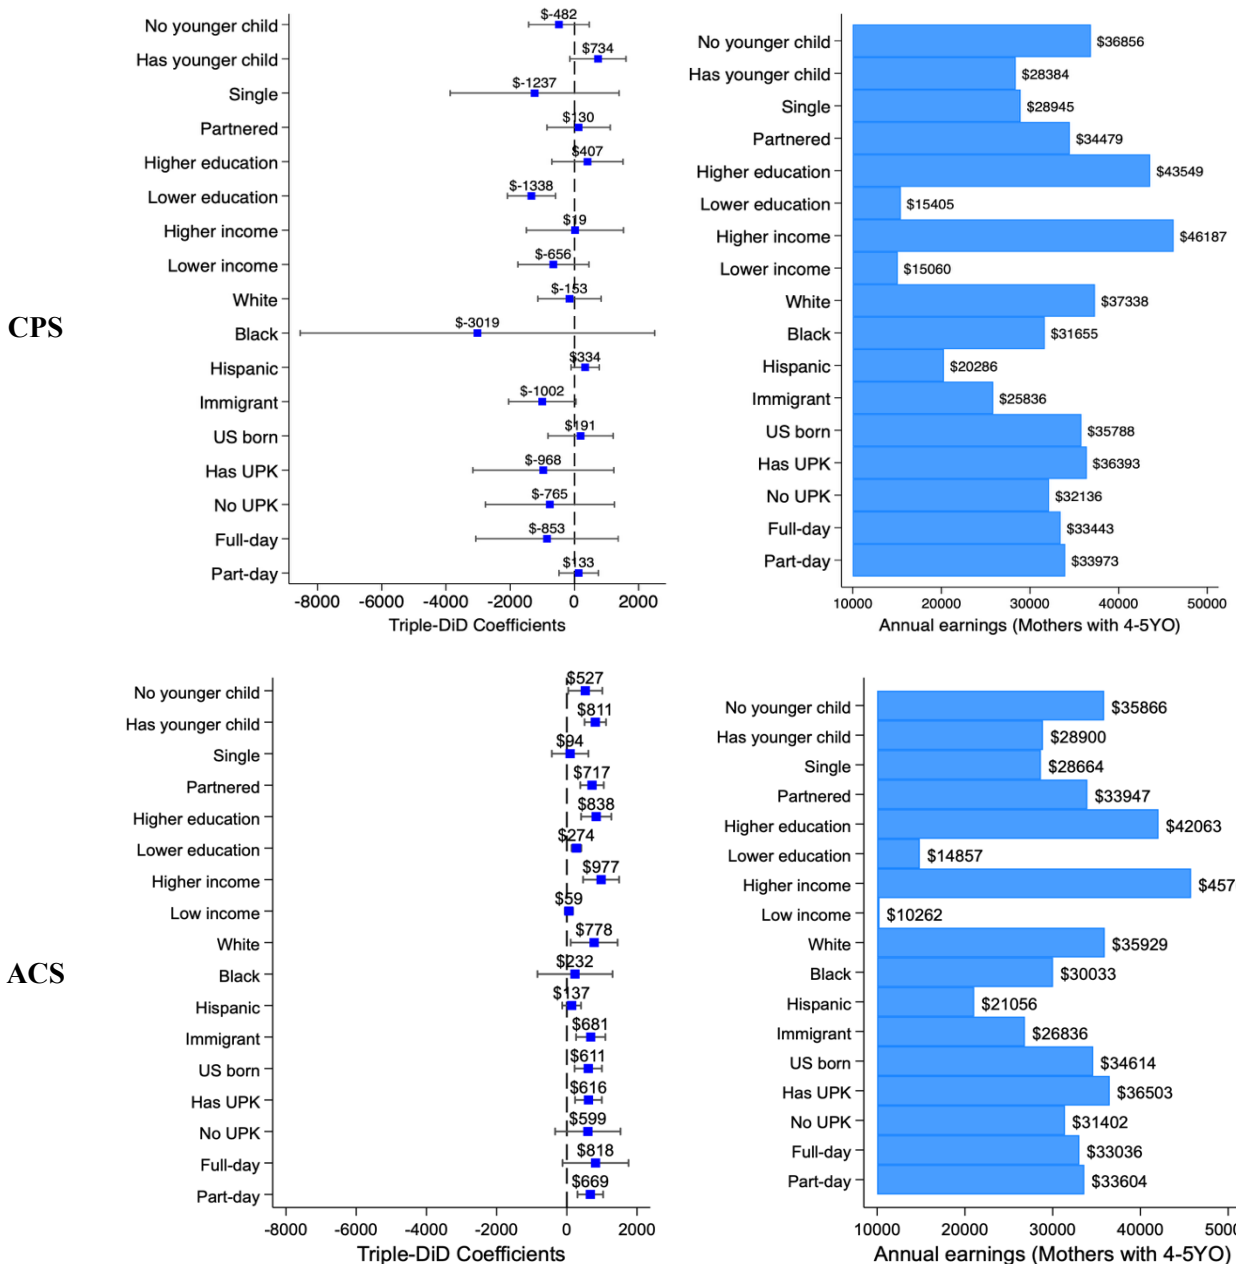 CPS
No younger child $-482
Has younger child $734
Single $-1237
Partnered $130
Higher education $407
Lower education $-1338
Higher income $19
Lower income $-656
White $-153
Black $-3019
Hispanic $334
Immigrant $-1002
US born $191
Has UPK $-968
No UPK $-765
Full-day $-853
Part-day $133
-8000 -6000 -4000 -2000 0 2000
Triple-DiD Coefficients
No younger child $36856
Has younger child $28384
Single $28945
Partnered $34479
Higher education $43549
Lower education $15405
Higher income $46187
Lower income $15060
White $37338
Black $31655
Hispanic $20286
Immigrant $25836
US born $35788
Has UPK $36393
No UPK $32136
Full-day $33443
Part-day $33973
10000 20000 30000 40000 50000
Annual earnings (Mothers with 4-5YO)
ACS
No younger child $527
Has younger child $811
Single $94
Partnered $717
Higher education $838
Lower education $274
Higher income $977
Low income $59
White $778
Black $232
Hispanic $137
Immigrant $681
US born $611
Has UPK $616
No UPK $599
Full-day $818
Part-day $669
-8000 -6000 -4000 -2000 0 2000
Triple-DiD Coefficients
No younger child $35866
Has younger child $28900
Single $28664
Partnered $33947
Higher education $42063
Lower education $14857
Higher income
Low income $10262
White $35929
Black $30033
Hispanic $21056
Immigrant $26836
US born $34614
Has UPK $36503
No UPK $31402
Full-day $33036
Part-day $33604
10000 20000 30000 40000
Annual earnings (Mothers with 4-5YO)